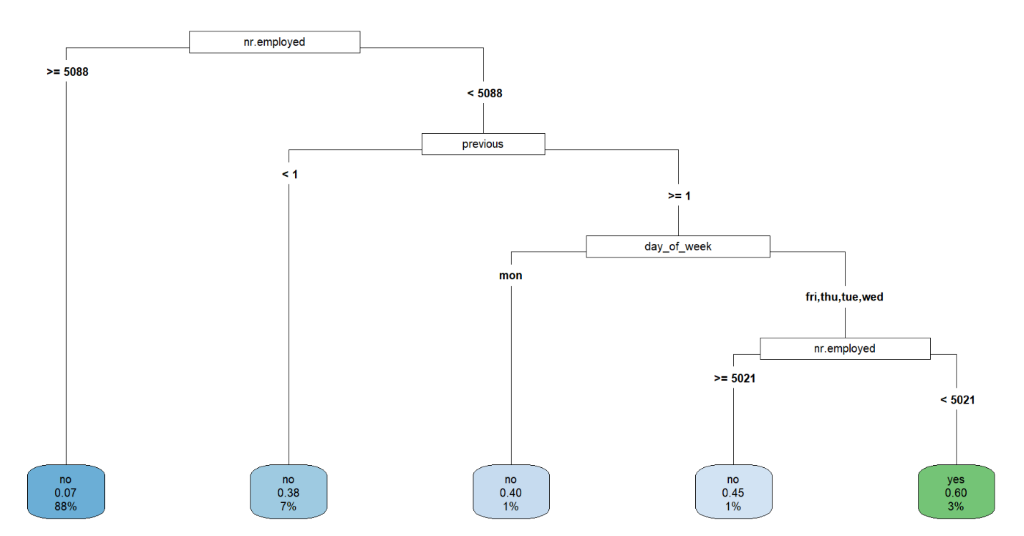 nr.employed
>= 5088
< 5088
previous
< 1
>= 1
day_of_week
mon
fri,thu,tue,wed
nr.employed
>= 5021
< 5021
no
0.07
88%
no
0.38
7%
no
0.40
1%
no
0.45
1%
yes
0.60
3%